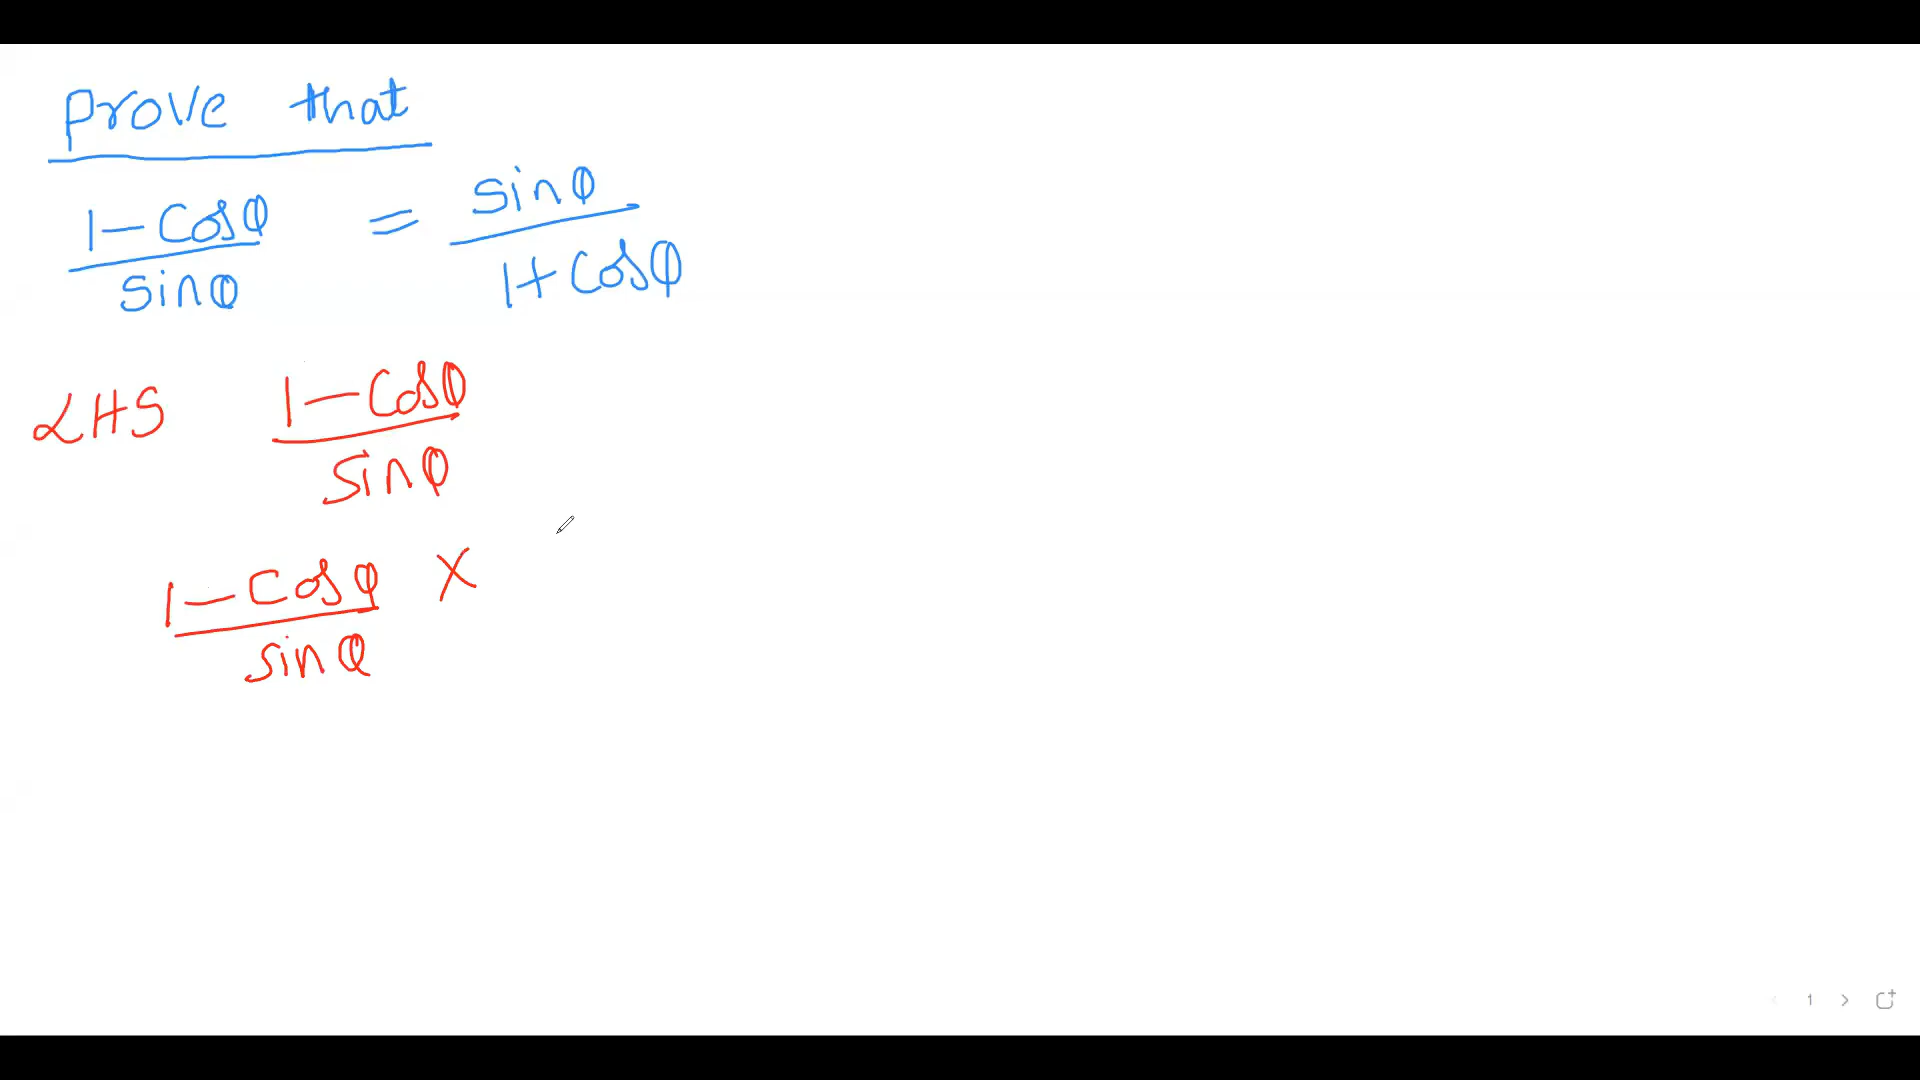 Prove that
1 - Cosθ / sinθ = sinθ / 1 + Cosθ
LHS 1 - Cosθ / sinθ
1 - Cosθ / sinθ ×
1